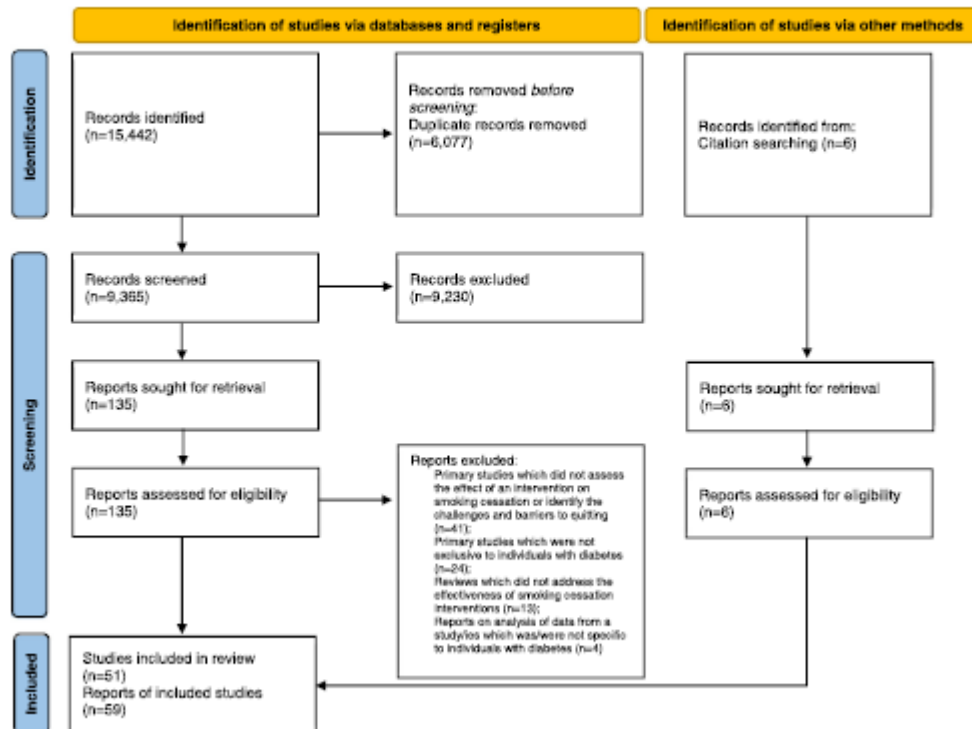 Identification of studies via databases and registers
Identification of studies via other methods
Identification
Records identified
(n=15,442)
Records removed before
screening:
Duplicate records removed
(n=6,077)
Records identified from:
Citation searching (n=6)
Screening
Records screened
(n=9,365)
Records excluded
(n=9,230)
Reports sought for retrieval
(n=135)
Reports sought for retrieval
(n=6)
Reports assessed for eligibility
(n=135)
Reports excluded:
Primary studies which did not assess
the effect of an intervention on
smoking cessation or identify the
challenges and barriers to quitting
(n=41);
Primary studies which were not
exclusive to individuals with diabetes
(n=24);
Reviews which did not address the
effectiveness of smoking cessation
interventions (n=13);
Reports on analysis of data from a
study/ies which was/were not specific
to individuals with diabetes (n=4)
Reports assessed for eligibility
(n=6)
Included
Studies included in review
(n=51)
Reports of included studies
(n=59)